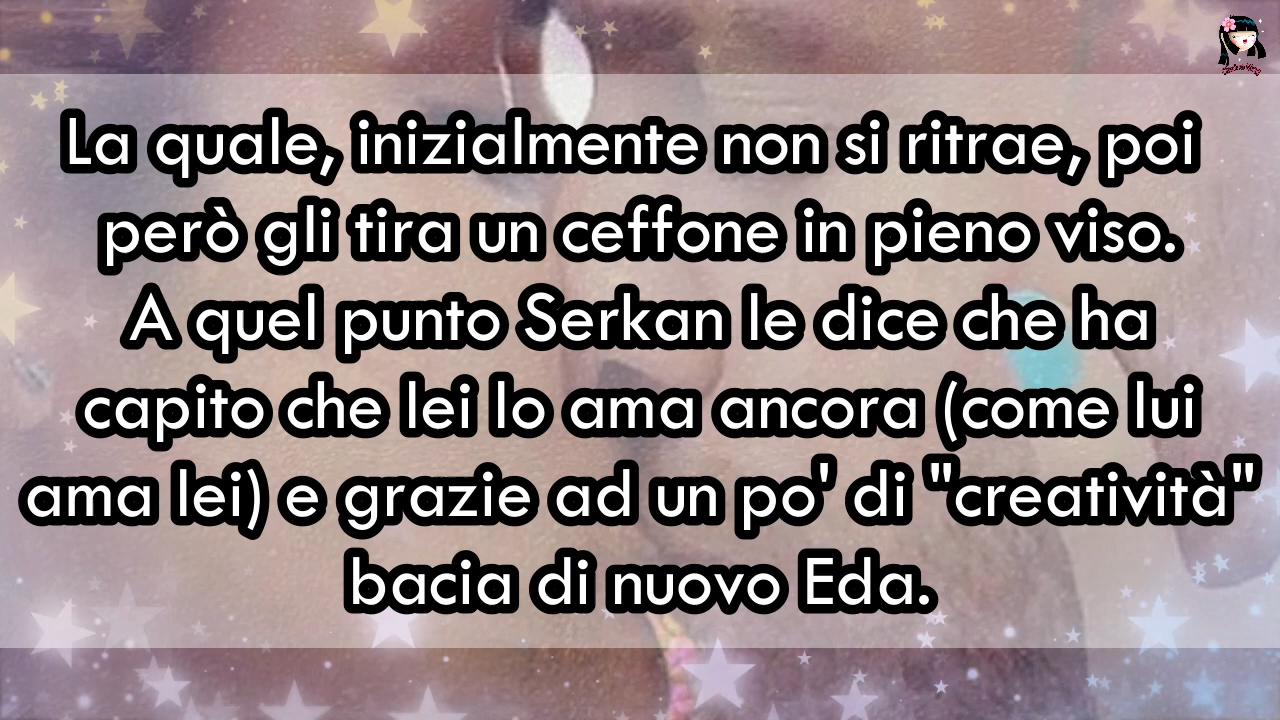 La quale, inizialmente non si ritrae, poi
però gli tira un ceffone in pieno viso.
A quel punto Serkan le dice che ha
capito che lei lo ama ancora (come lui
ama lei) e grazie ad un po' di "creatività"
bacia di nuovo Eda.